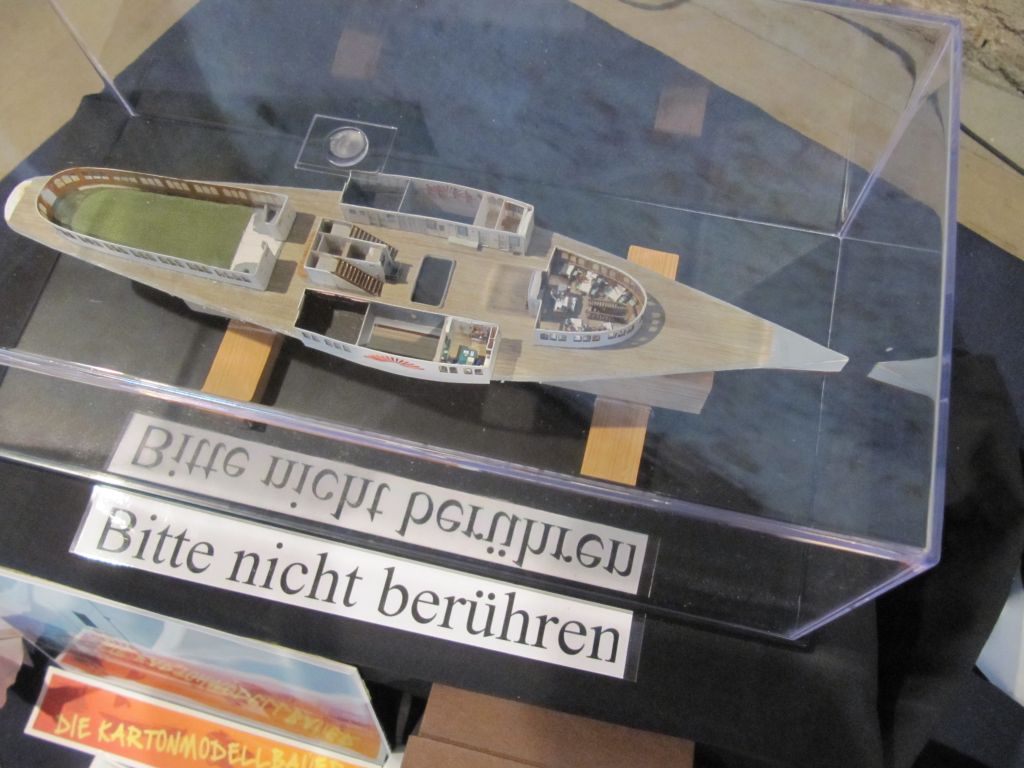 Bitte nicht berühren
DIE KARTONMODELLBAUER